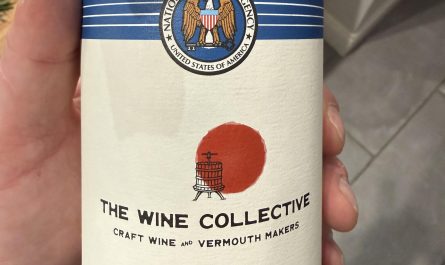 UNITED STATES OF AMERICA
THE WINE COLLECTIVE
CRAFT WINE AND VERMOUTH MAKERS